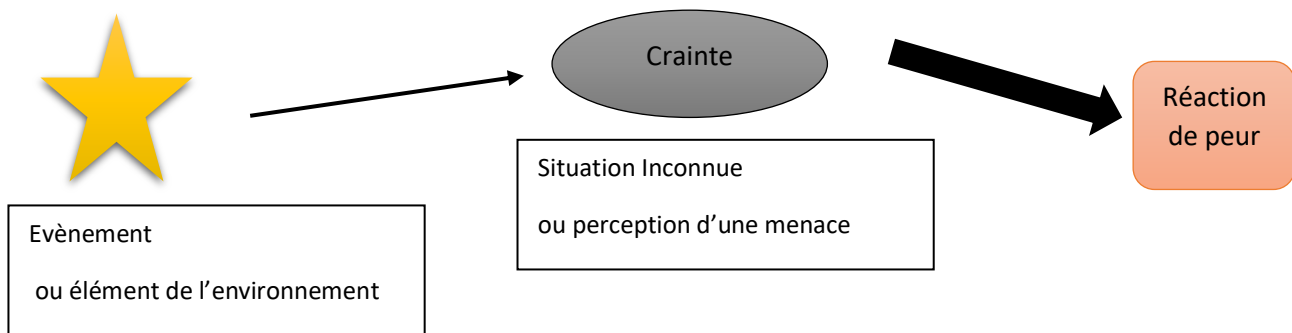 Crainte
Réaction
de peur
Situation Inconnue
ou perception d’une menace
Evènement
ou élément de l’environnement